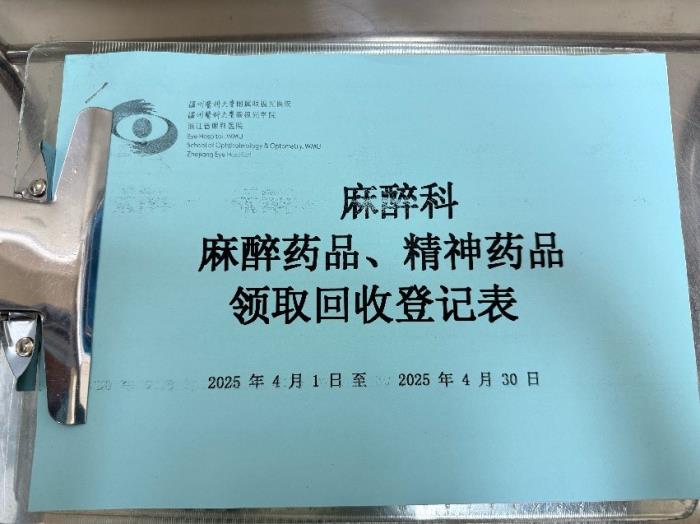 温州医科大学附属眼视光医院
温州医科大学眼视光学院
浙江省眼科医院
Eye Hospital, WMU
School of Ophthalmology & Optometry, WMU
Zhejiang Eye Hospital
麻醉科
麻醉药品、精神药品
领取回收登记表
2025 年 4 月 1 日 至 2025 年 4 月 30 日